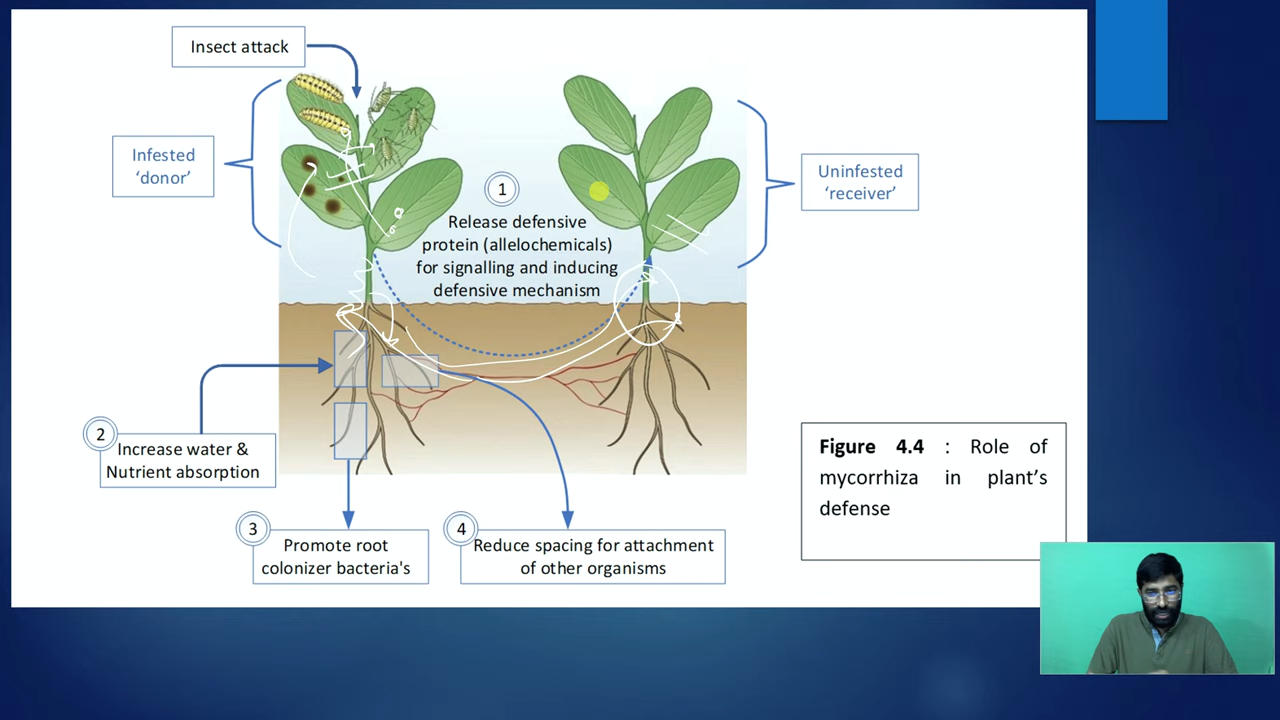 Insect attack
Infested
‘donor’
1
Release defensive
protein (allelochemicals)
for signalling and inducing
defensive mechanism
Uninfested
‘receiver’
2
Increase water &
Nutrient absorption
3
Promote root
colonizer bacteria's
4
Reduce spacing for attachment
of other organisms
Figure 4.4 : Role of
mycorrhiza in plant’s
defense